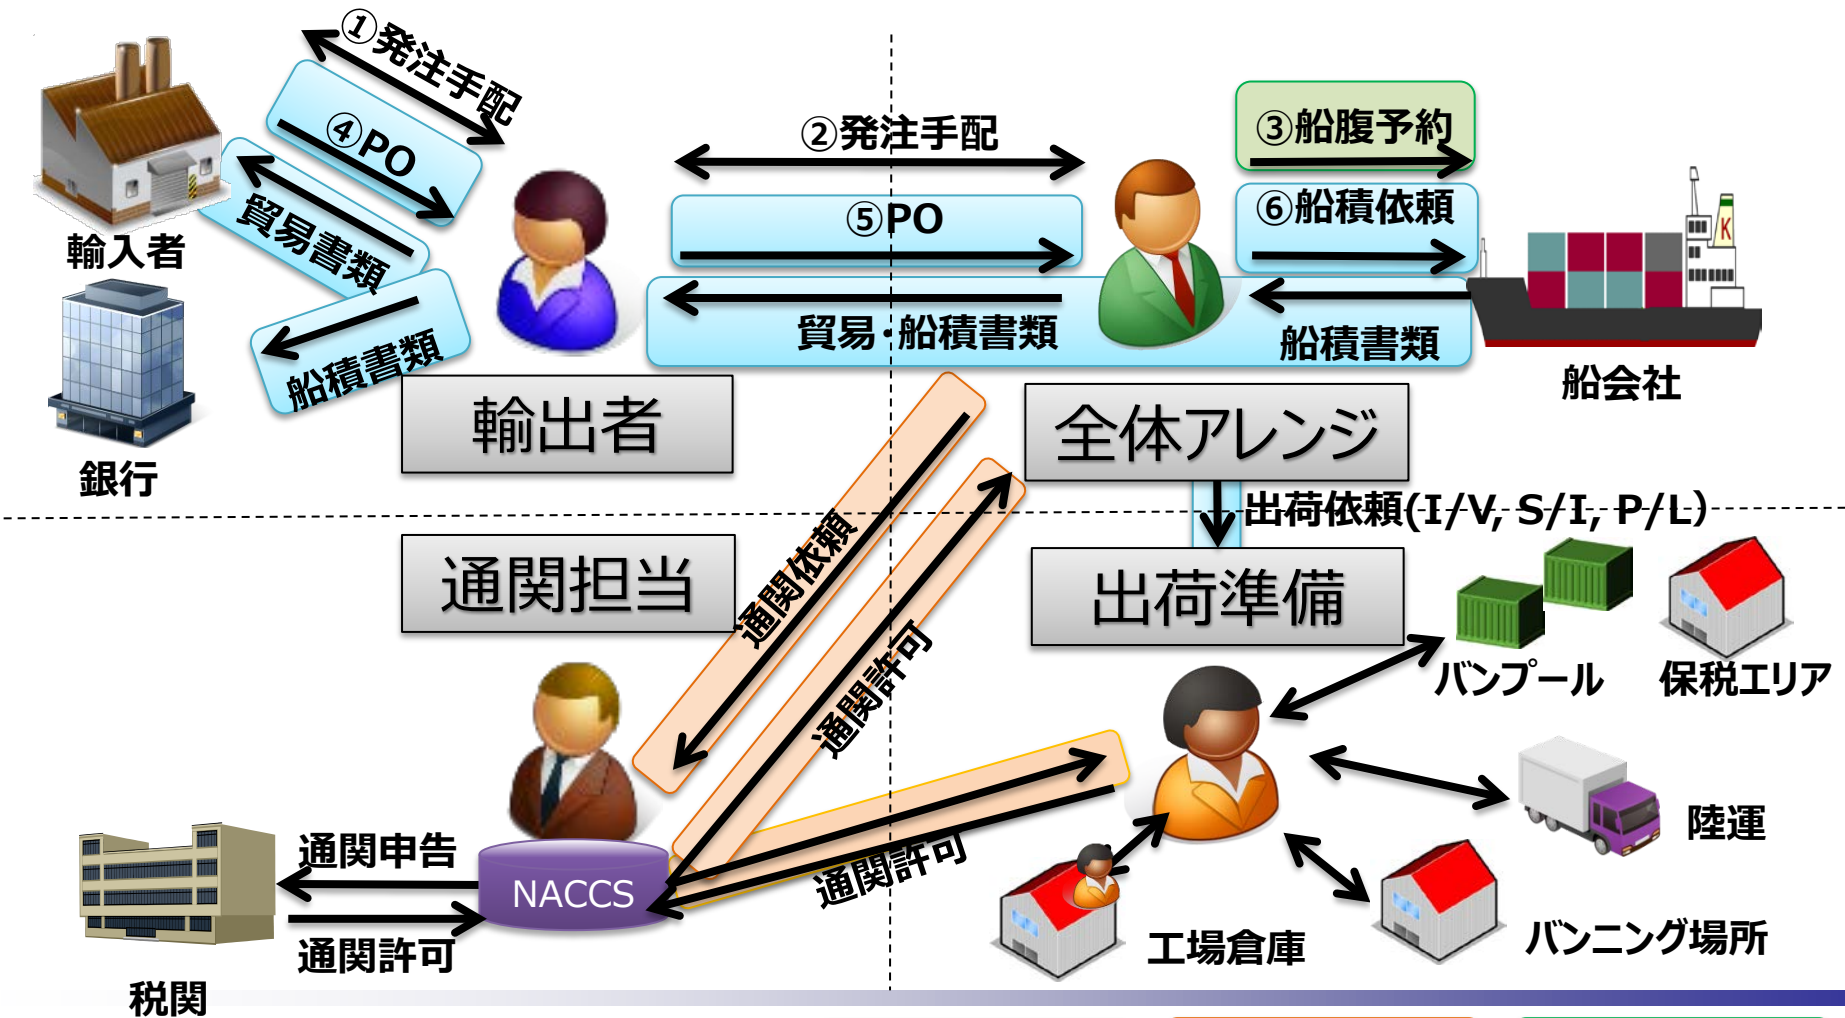 ①発注手配
④PO
貿易書類
船積書類
輸入者
銀行
②発注手配
⑤PO
貿易・船積書類
③船腹予約
⑥船積依頼
船積書類
K
船会社
輸出者
全体アレンジ
出荷依頼(I/V, S/I, P/L)
通関担当
出荷準備
通関依頼
通関許可
バンプール
保税エリア
陸運
通関申告
NACCS
通関許可
通関許可
工場倉庫
バンニング場所
税関